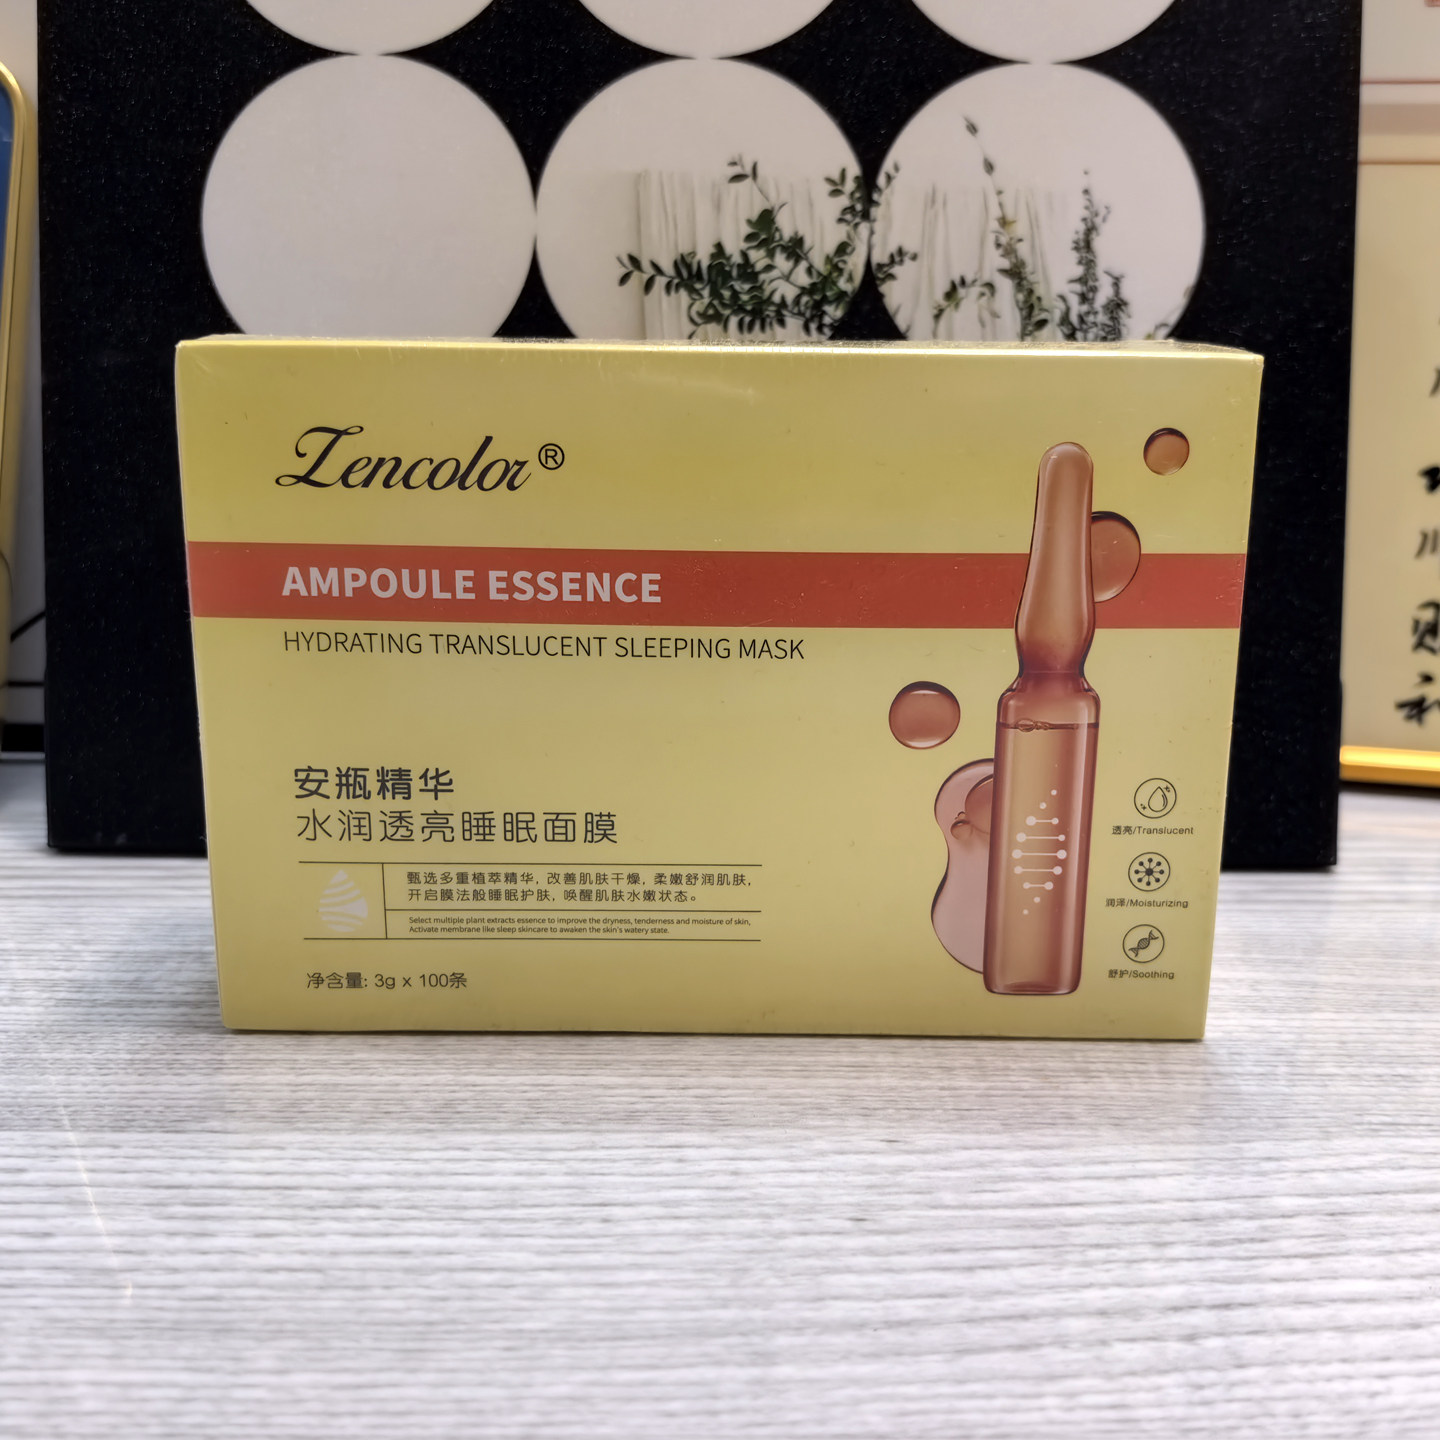 Zencolor®
AMPOULE ESSENCE
HYDRATING TRANSLUCENT SLEEPING MASK
安瓶精华
水润透亮睡眠面膜
甄选多重植萃精华, 改善肌肤干燥, 柔嫩舒润肌肤,
开启膜法般睡眠护肤, 唤醒肌肤水嫩状态。
Select multiple plant extracts essence to improve the dryness, tenderness and moisture of skin,
Activate membrane like sleep skincare to awaken the skin's watery state.
净含量: 3g x 100条
透亮/Translucent
润泽/Moisturizing
舒护/Soothing
利